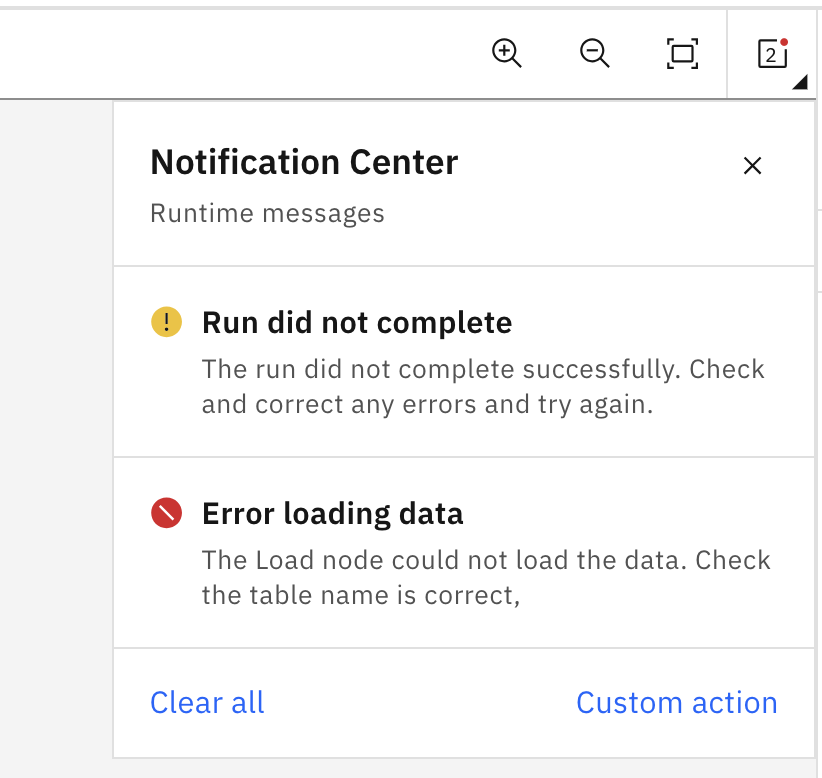 2
Notification Center
Runtime messages
Run did not complete
The run did not complete successfully. Check
and correct any errors and try again.
Error loading data
The Load node could not load the data. Check
the table name is correct,
Clear all
Custom action